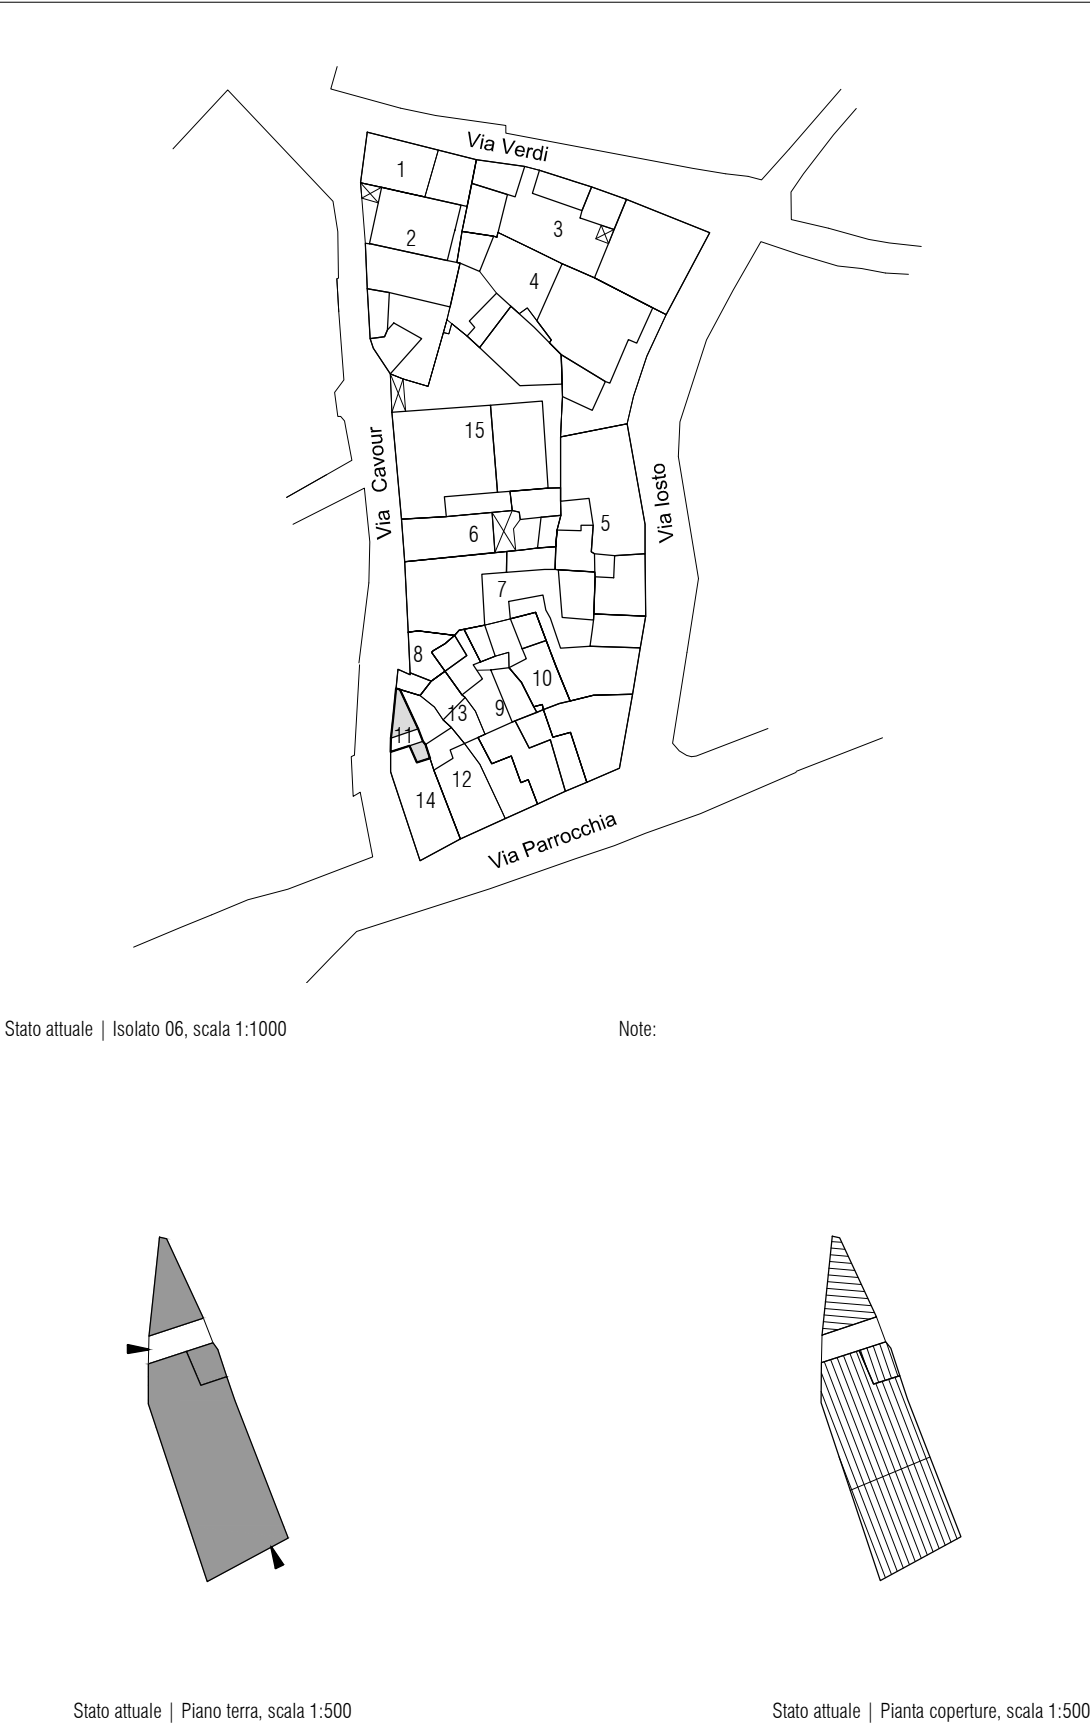 Via Verdi
1
2
3
4
15
Via Cavour
Via Iosto
5
6
7
8
10
9
13
11
12
14
Via Parrocchia
Stato attuale | Isolato 06, scala 1:1000
Note:
Stato attuale | Piano terra, scala 1:500
Stato attuale | Pianta coperture, scala 1:500